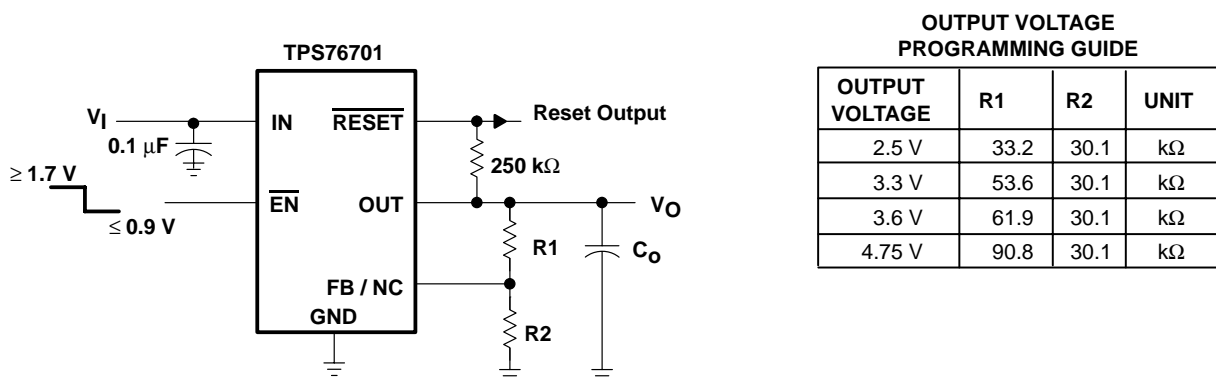 TPS76701
VI
0.1 μF
≥ 1.7 V
≤ 0.9 V
IN
EN
RESET
OUT
FB / NC
GND
Reset Output
250 kΩ
VO
R1
Co
R2
OUTPUT VOLTAGE
PROGRAMMING GUIDE
OUTPUT VOLTAGE R1 R2 UNIT
2.5 V 33.2 30.1 kΩ
3.3 V 53.6 30.1 kΩ
3.6 V 61.9 30.1 kΩ
4.75 V 90.8 30.1 kΩ